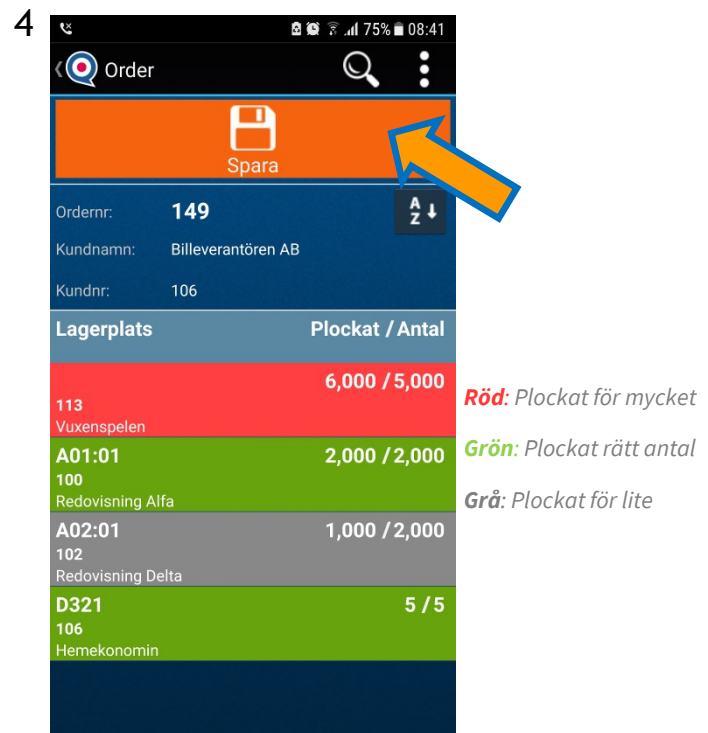 4
75% 08:41
Order
Spara
Ordernr: 149
A
Z
Kundnamn: Billeverantören AB
Kundnr: 106
Lagerplats Plockat / Antal
6,000 / 5,000
113
Vuxenspelen
A01:01 2,000 / 2,000
100
Redovisning Alfa
A02:01 1,000 / 2,000
102
Redovisning Delta
D321 5 / 5
106
Hemekonomin
Röd: Plockat för mycket
Grön: Plockat rätt antal
Grå: Plockat för lite